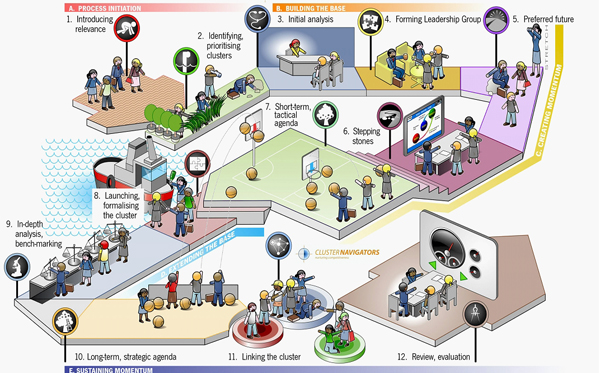 A. PROCESS INITIATION
B. BUILDING THE BASE
1. Introducing
relevance
2. Identifying,
prioritising
clusters
3. Initial analysis
4. Forming Leadership Group
5. Preferred future
STRETCH
C. CREATING MOMENTUM
7. Short-term,
tactical
agenda
6. Stepping
stones
8. Launching,
formalising
the cluster
9. In-depth
analysis,
bench-marking
D. EXTENDING THE BASE
CLUSTER NAVIGATORS
10. Long-term, strategic agenda
11. Linking the cluster
12. Review, evaluation
E. SUSTAINING MOMENTUM